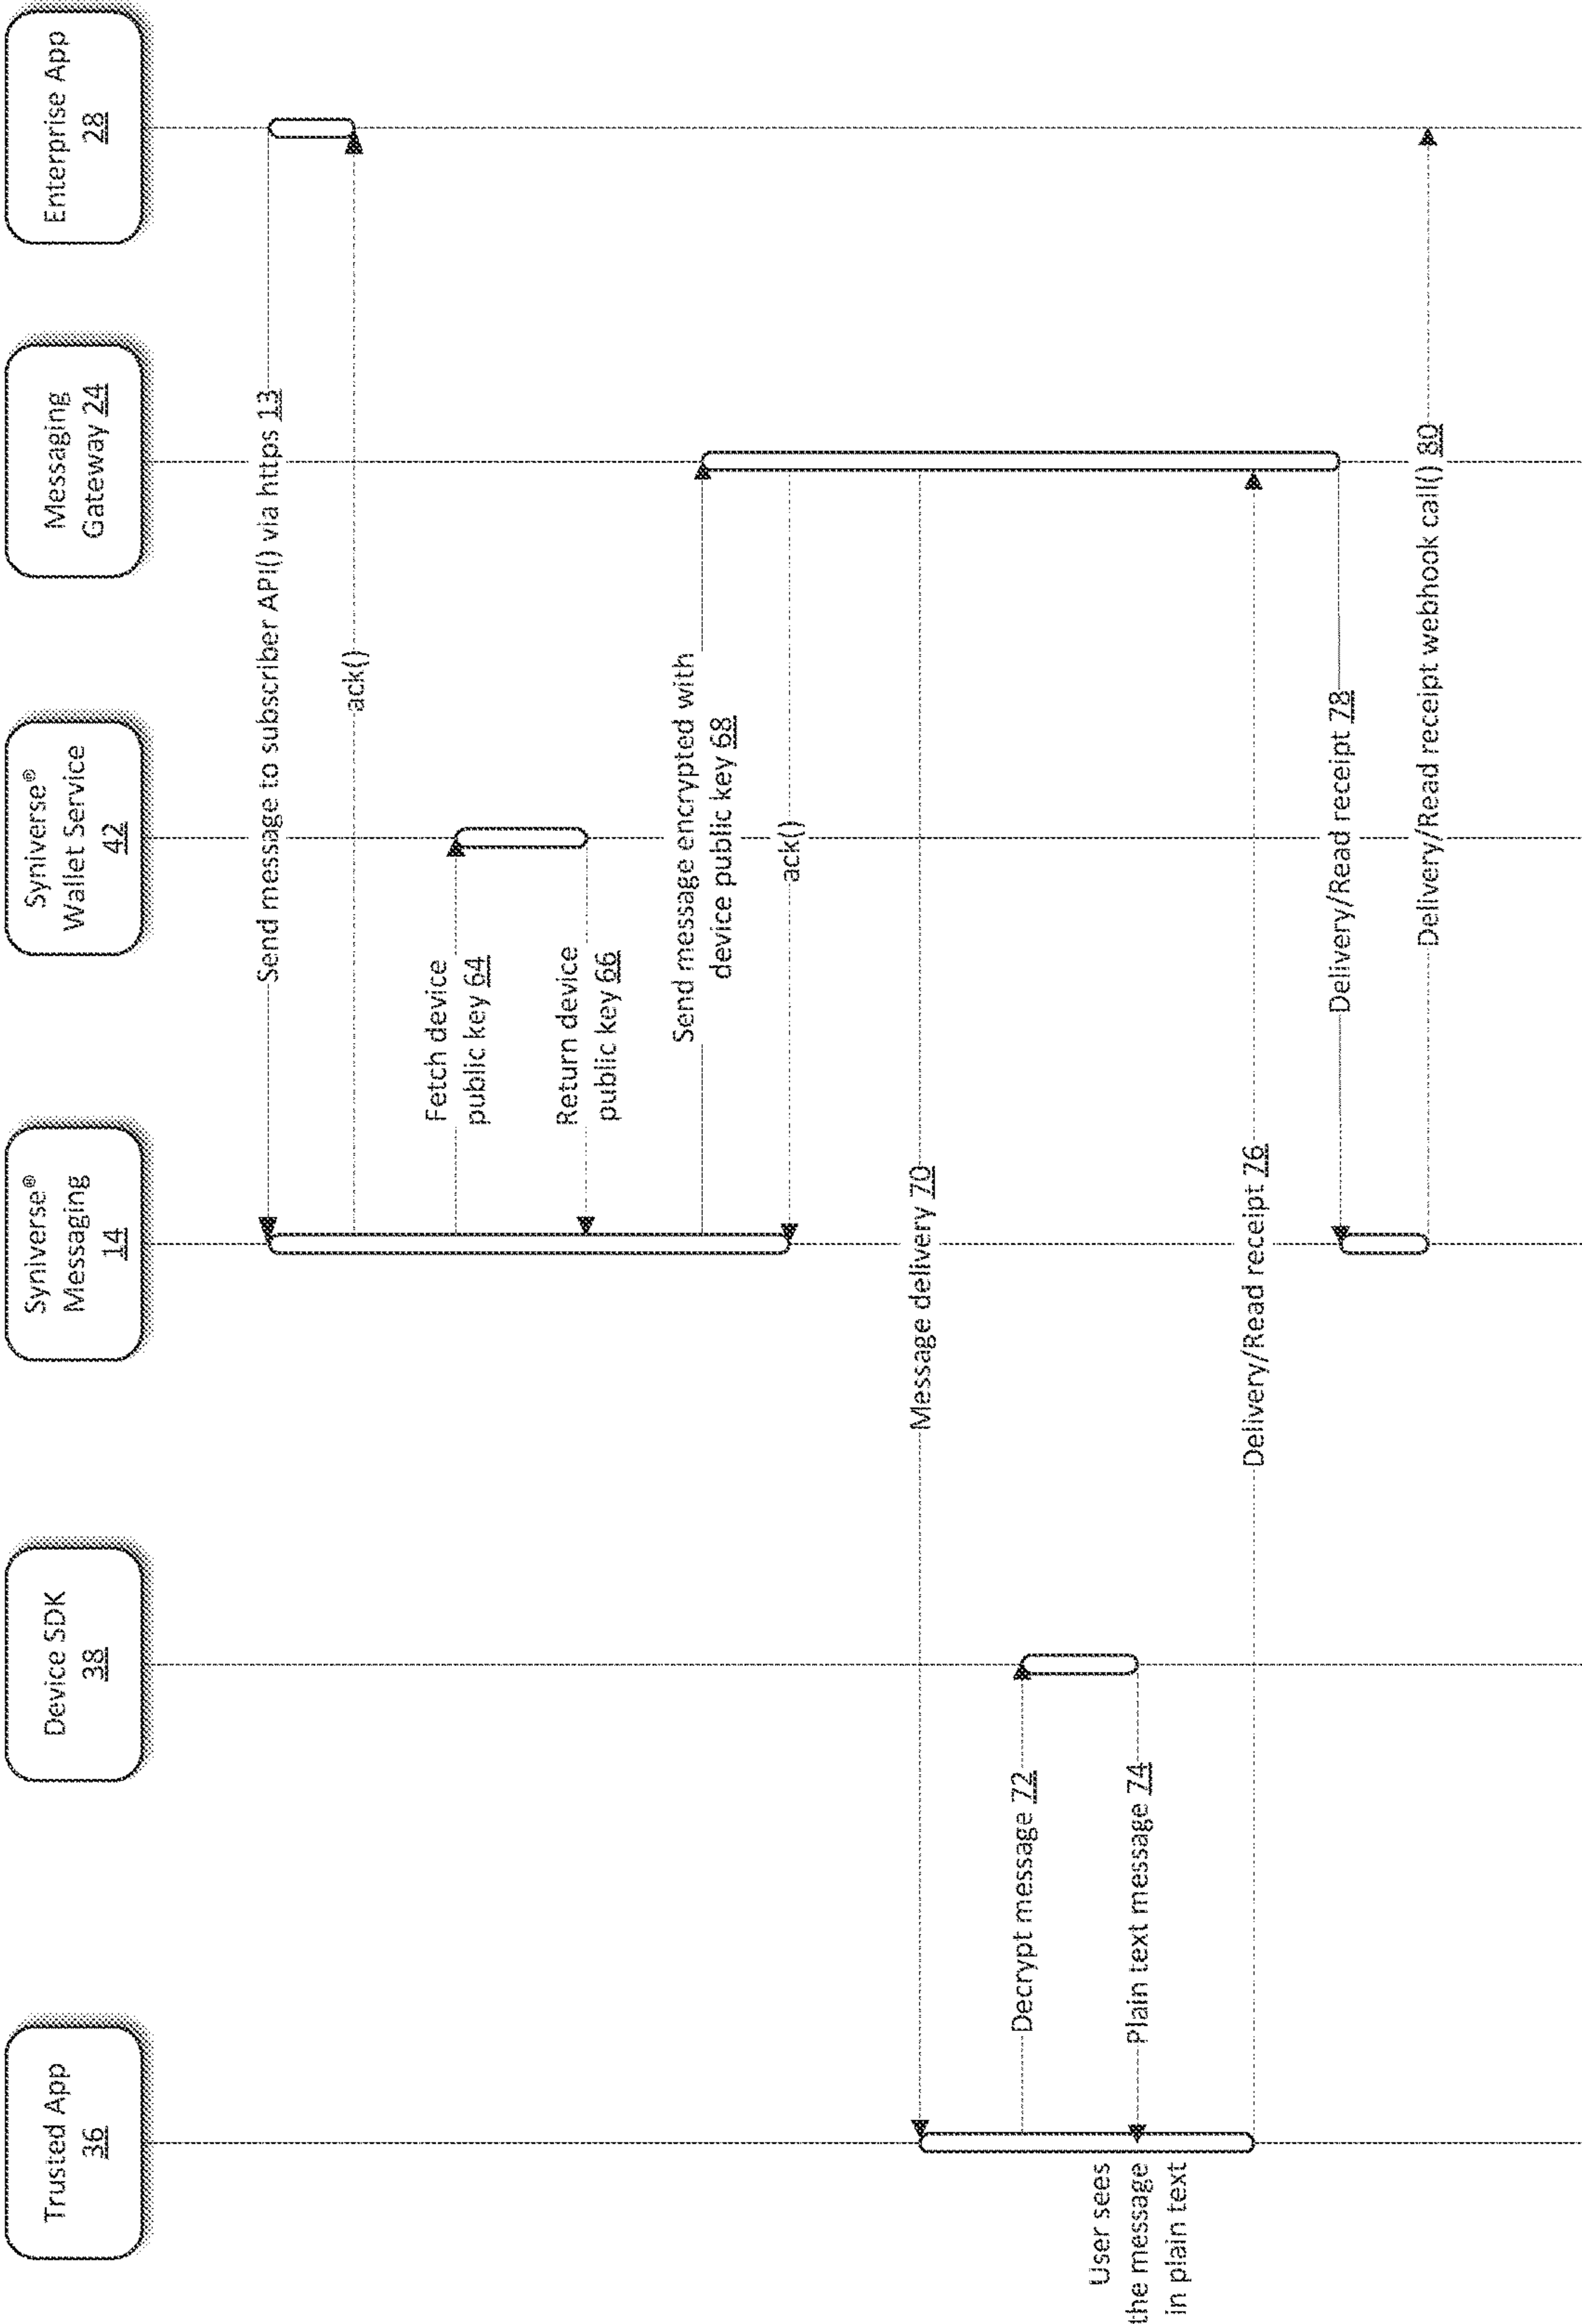 Trusted App
36
Device SDK
38
Syniverse®
Messaging
14
Syniverse®
Wallet Service
42
Messaging
Gateway 24
Enterprise App
28
Send message to subscriber API() via https 13
ack()
Fetch device
public key 64
Return device
public key 66
Send message encrypted with
device public key 68
ack()
Message delivery 70
Decrypt message 72
User sees
the message
in plain text
Plain text message 74
Delivery/Read receipt 76
Delivery/Read receipt 78
Delivery/Read receipt webhook call() 80